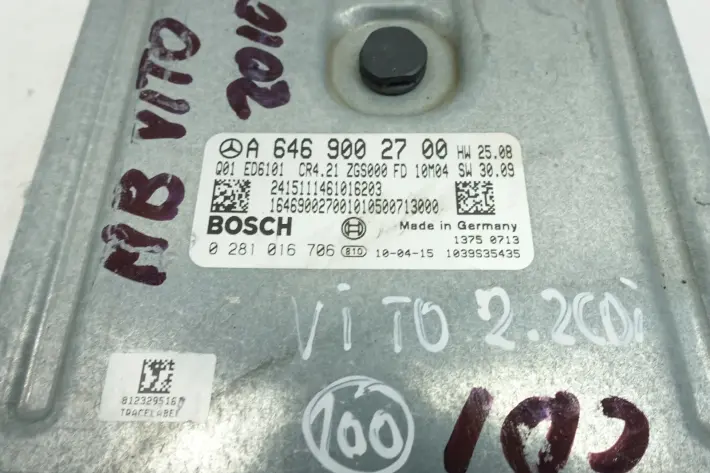 MB VITO
2010
A 646 900 27 00 HW 25.08
Q01 ED6101 CR4.21 ZGS000 FD 10M04 SW 30.09
2415111461016203
164690027001010500713000
BOSCH Made in Germany
1375 0713
0 281 016 706 810 10-04-15 1039S35435
ViTO 2.2CDi
812329516
TRACELABEL
100